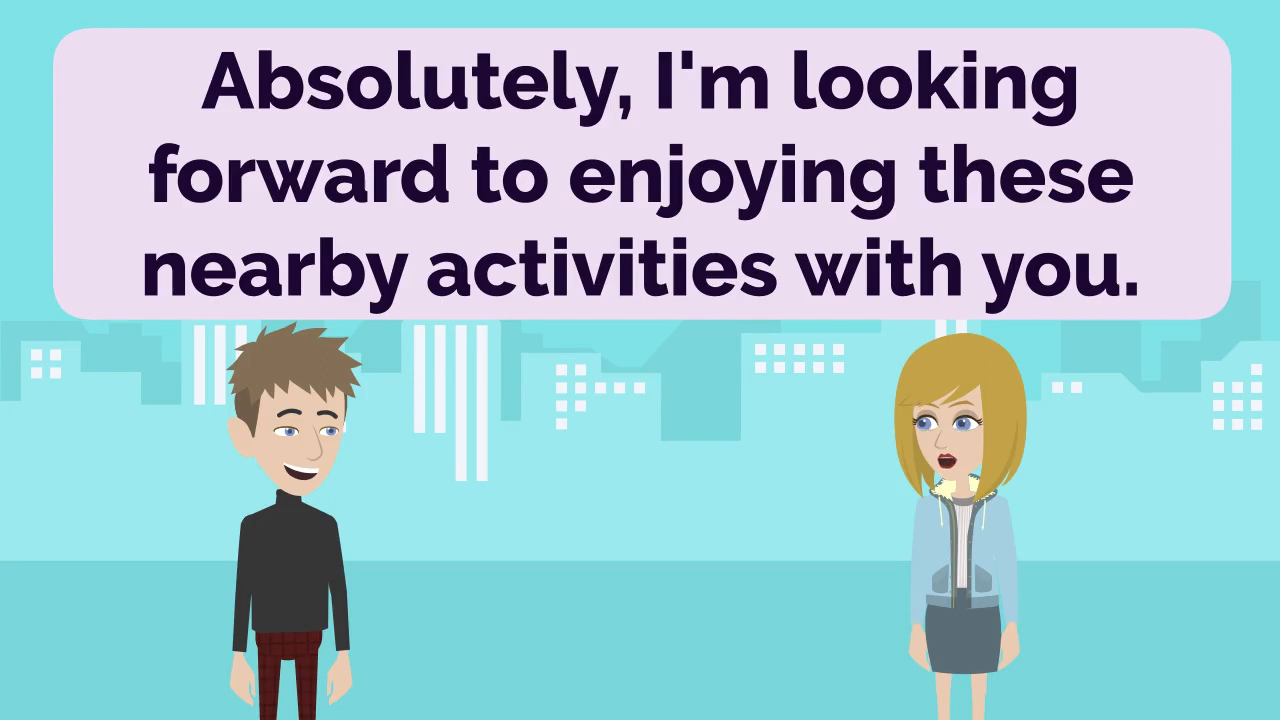 Absolutely, I'm looking
forward to enjoying these
nearby activities with you.